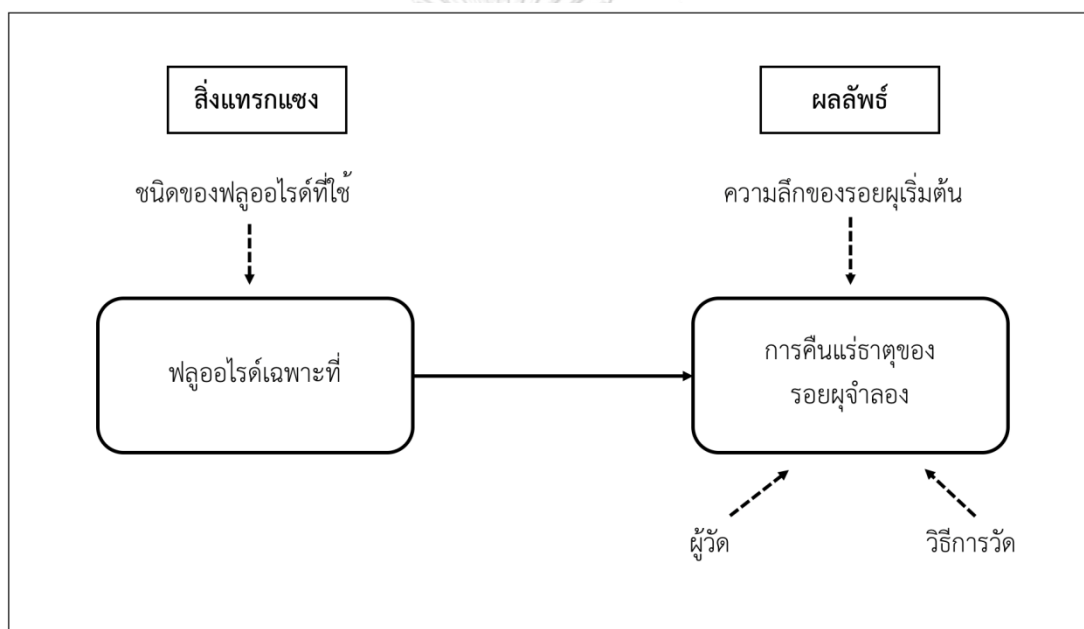 สิ่งแทรกแซง
ผลลัพธ์
ชนิดของฟลูออไรด์ที่ใช้
ความลึกของรอยผุเริ่มต้น
ฟลูออไรด์เฉพาะที่
การคืนแร่ธาตุของ
รอยผุจำลอง
ผู้วัด
วิธีการวัด